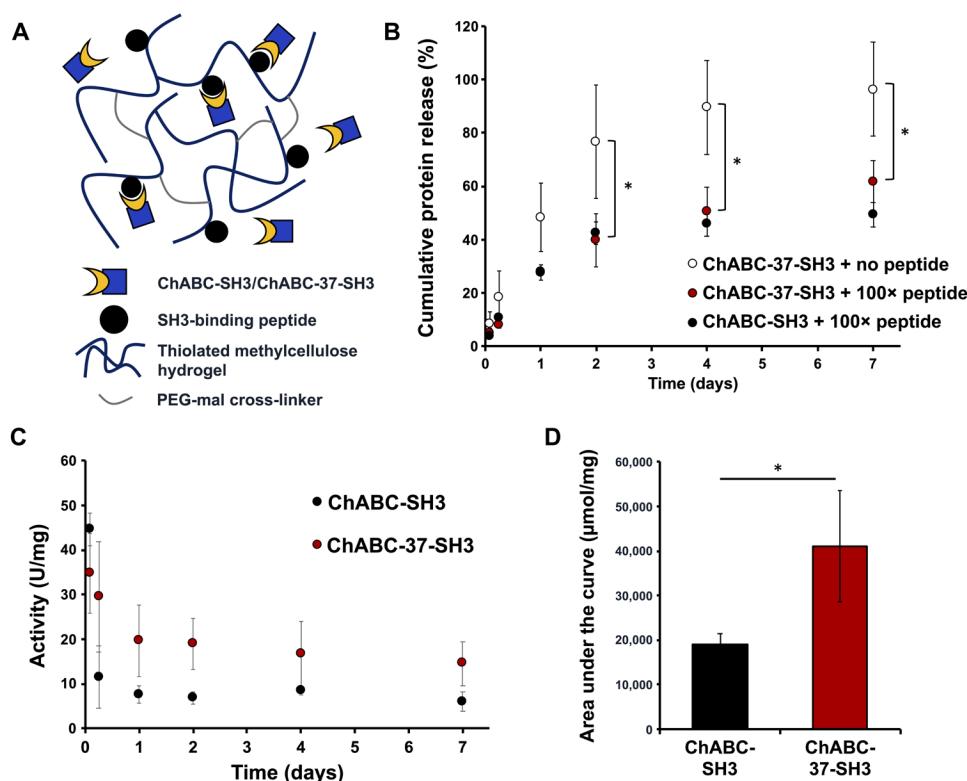 A
ChABC-SH3/ChABC-37-SH3
SH3-binding peptide
Thiolated methylcellulose
hydrogel
PEG-mal cross-linker
B
Cumulative protein release (%)
120
100
80
60
40
20
0
*
*
*
ChABC-37-SH3 + no peptide
ChABC-37-SH3 + 100× peptide
ChABC-SH3 + 100× peptide
0 1 2 3 4 5 6 7
Time (days)
C
Activity (U/mg)
60
50
40
30
20
10
0
ChABC-SH3
ChABC-37-SH3
0 1 2 3 4 5 6 7
Time (days)
D
Area under the curve (μmol/mg)
60,000
50,000
40,000
30,000
20,000
10,000
0
*
ChABC-
SH3
ChABC-
37-SH3